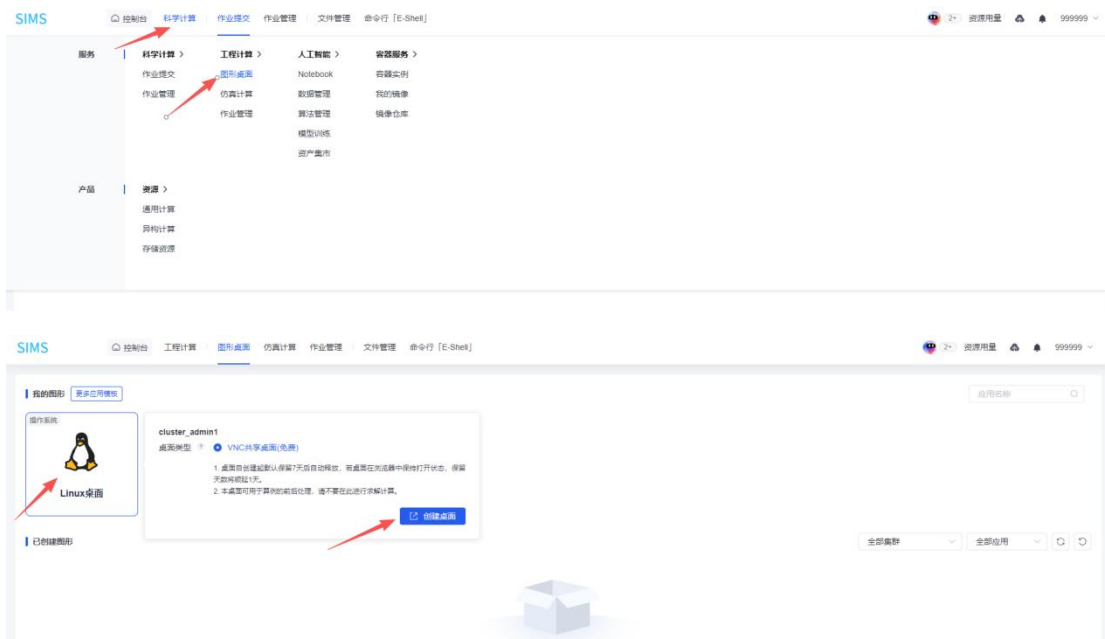 SIMS 控制台 科学计算 作业提交 作业管理 文件管理 命令行「E-Shell」 2+ 资源用量 999999
服务 科学计算 > 工程计算 > 人工智能 > 容器服务 >
作业提交 图形桌面 Notebook 容器实例
作业管理 仿真计算 数据管理 我的镜像
作业管理 算法管理 镜像仓库
模型训练
资产集市
产品 资源 >
通用计算
异构计算
存储资源
SIMS 控制台 工程计算 图形桌面 仿真计算 作业管理 文件管理 命令行「E-Shell」 2+ 资源用量 999999
我的图形 更多应用模板 应用名称
操作系统
cluster_admin1
桌面类型 ? VNC共享桌面(免费)
1. 桌面自创建起默认保留7天后自动释放，若桌面在浏览器中保持打开状态，保留
天数将顺延1天。
Linux桌面
2. 本桌面可用于算例的前后处理，请不要在此进行求解计算。
创建桌面
已创建图形 全部集群 全部应用